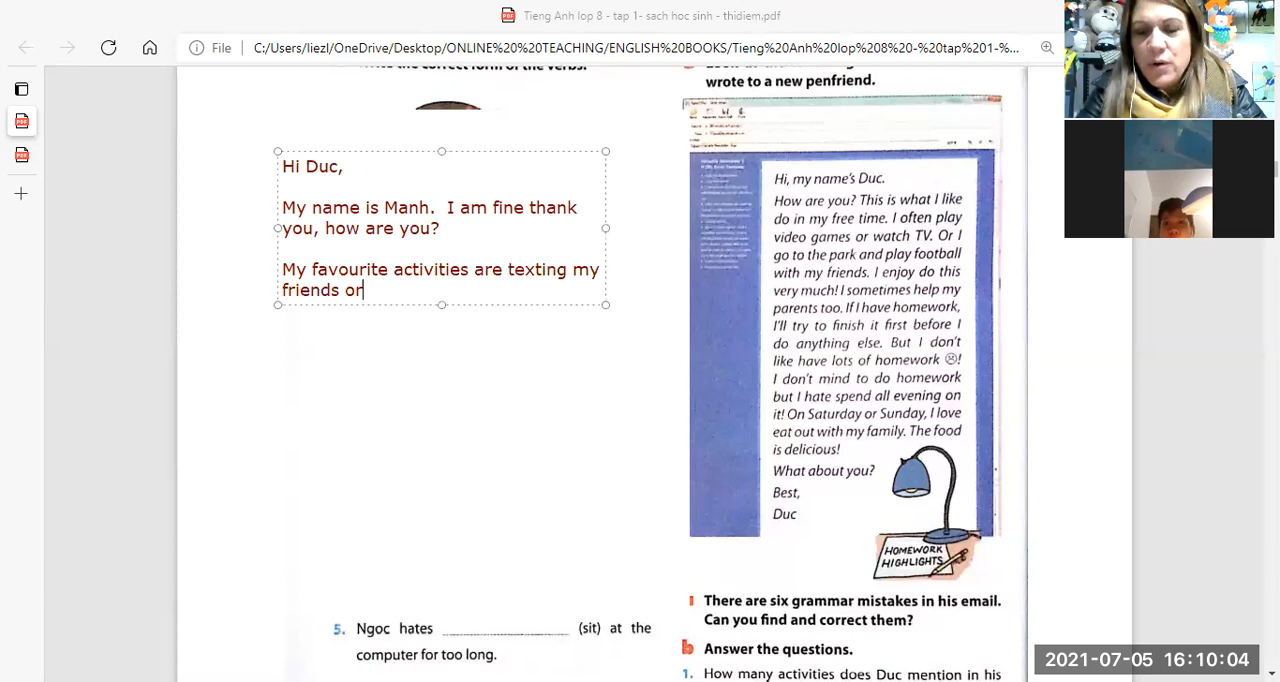 Tieng Anh lop 8 - tap 1- sach hoc sinh - thidiem.pdf
File
C:/Users/liezl/OneDrive/Desktop/ONLINE%20%20TEACHING/ENGLISH%20BOOKS/Tieng%20Anh%20lop%208%20-%20tap%201-%...
wrote to a new penfriend.
Hi Duc,
My name is Manh.  I am fine thank
you, how are you?
My favourite activities are texting my
friends or
Hi, my name's Duc.
How are you? This is what I like
do in my free time. I often play
video games or watch TV. Or I
go to the park and play football
with my friends. I enjoy do this
very much! I sometimes help my
parents too. If I have homework,
I'll try to finish it first before I
do anything else. But I don't
like have lots of homework ☹!
I don't mind to do homework
but I hate spend all evening on
it! On Saturday or Sunday, I love
eat out with my family. The food
is delicious!
What about you?
Best,
Duc
HOMEWORK
HIGHLIGHTS
There are six grammar mistakes in his email.
Can you find and correct them?
5. Ngoc hates ____________ (sit) at the
computer for too long.
b Answer the questions.
1. How many activities does Duc mention in his
2021-07-05 16:10:04